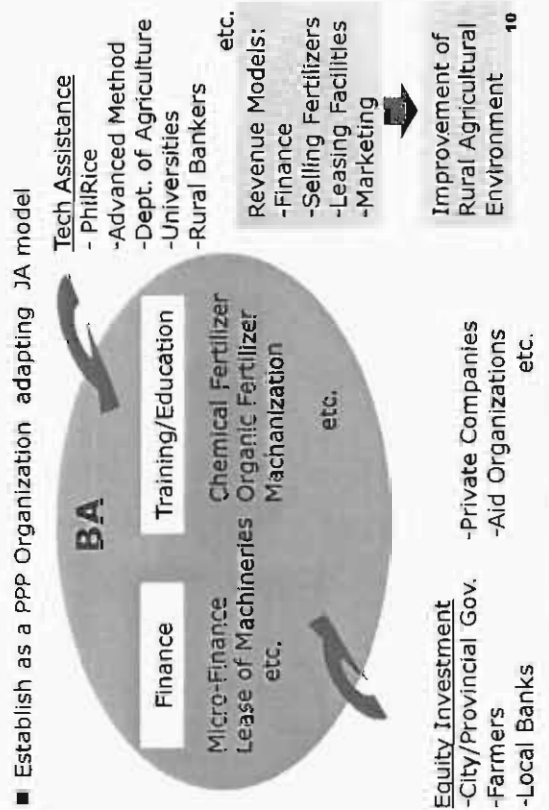 ■ Establish as a PPP Organization adapting JA model
BA
Finance
Micro-Finance
Lease of Machineries
etc.
Training/Education
Chemical Fertilizer
Organic Fertilizer
Machanization
etc.
Tech Assistance
- PhilRice
-Advanced Method
-Dept. of Agriculture
-Universities
-Rural Bankers
etc.
Revenue Models:
-Finance
-Selling Fertilizers
-Leasing Facilities
-Marketing
Improvement of
Rural Agricultural
Environment
Equity Investment
-City/Provincial Gov.
-Farmers
-Local Banks
-Private Companies
-Aid Organizations
etc.
10